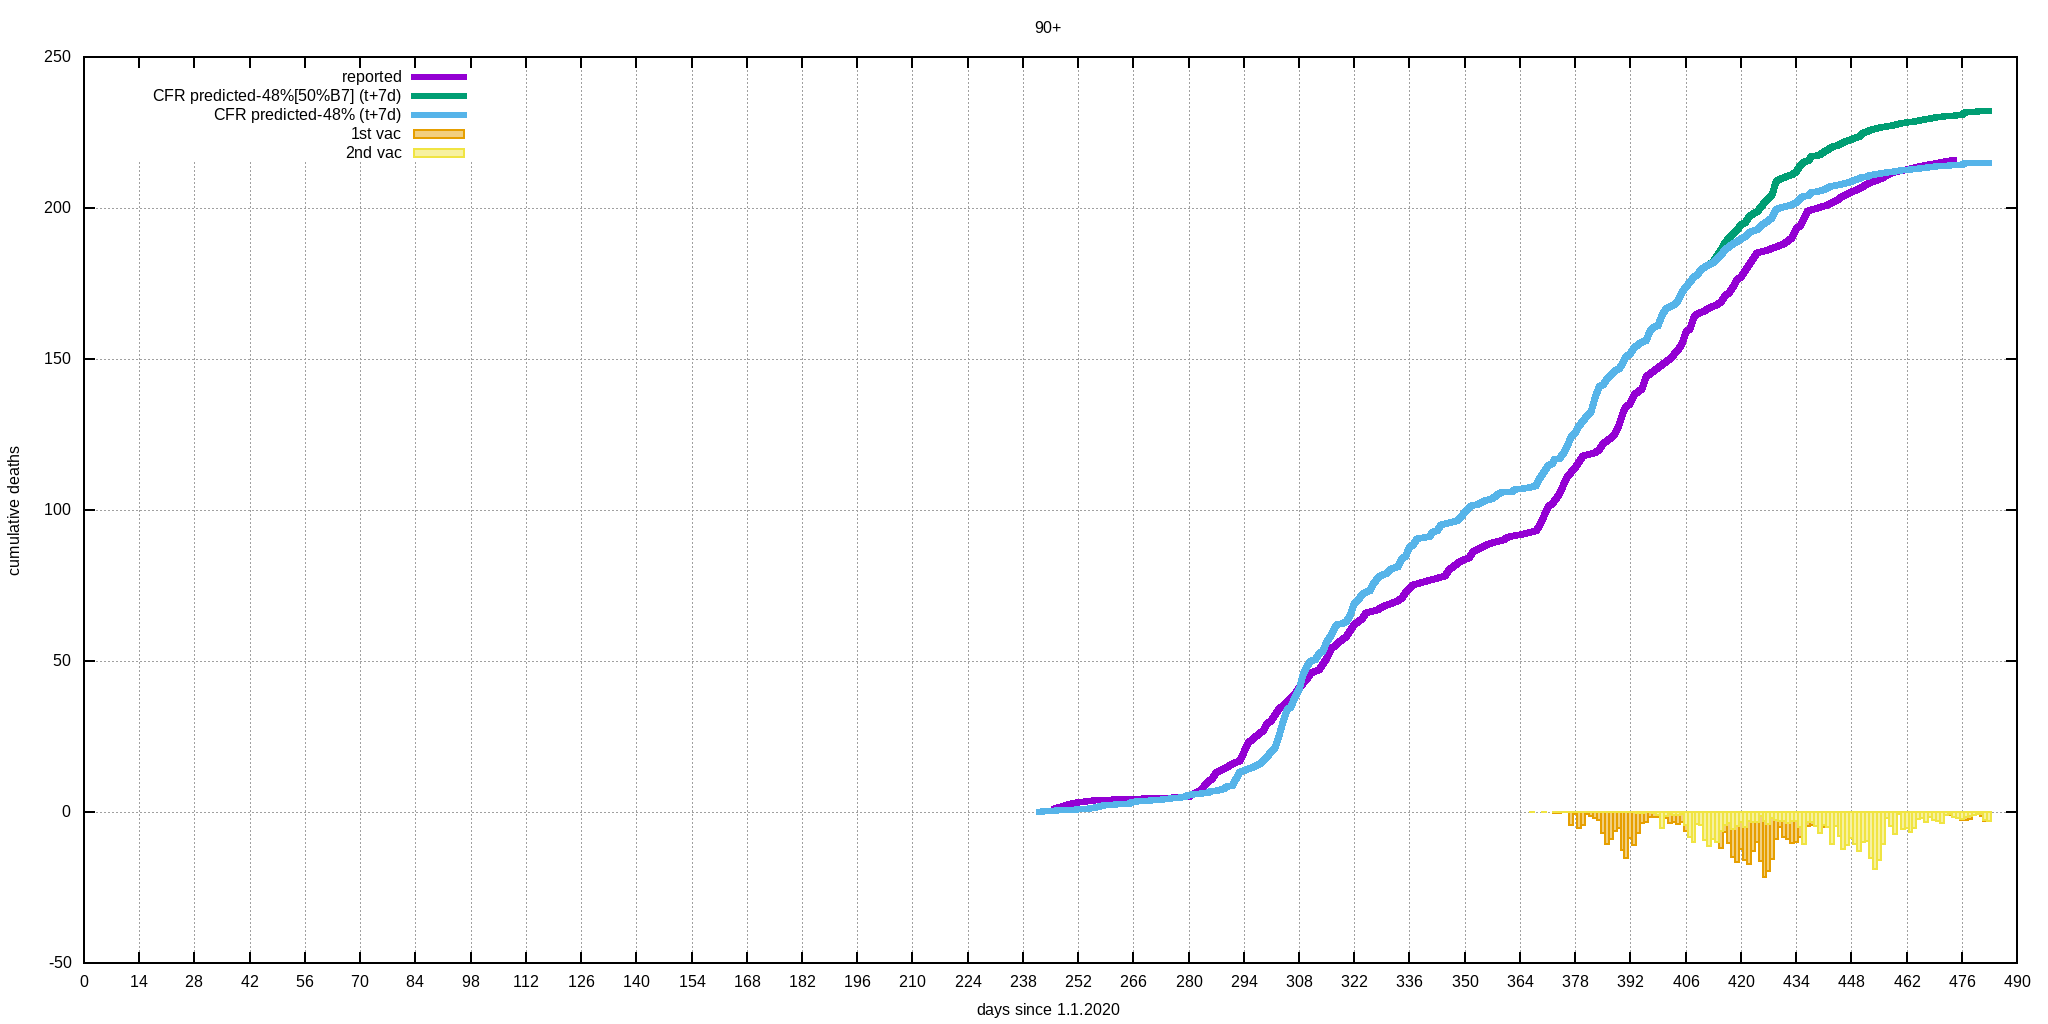 90+
250
200
150
100
50
0
-50
cumulative deaths
reported
CFR predicted-48%[50%B7] (t+7d)
CFR predicted-48% (t+7d)
1st vac
2nd vac
0 14 28 42 56 70 84 98 112 126 140 154 168 182 196 210 224 238 252 266 280 294 308 322 336 350 364 378 392 406 420 434 448 462 476 490
days since 1.1.2020